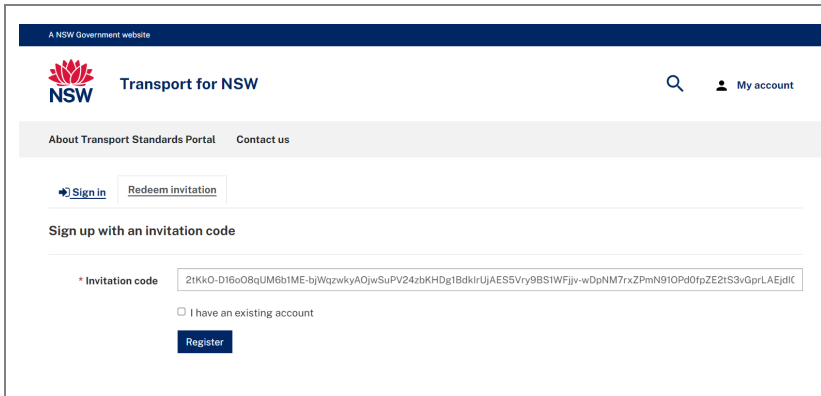 A NSW Government website
NSW
Transport for NSW
My account
About Transport Standards Portal Contact us
Sign in Redeem invitation
Sign up with an invitation code
* Invitation code 2tKkO-D16oO8qUM6b1ME-bjWqzwkyAOjwSuPV24zbKHDg1BdkIrUjAES5Vry9BS1WFjjv-wDpNM7rxZPmN91OPd0fpZE2tS3vGprLAEjdI
I have an existing account
Register